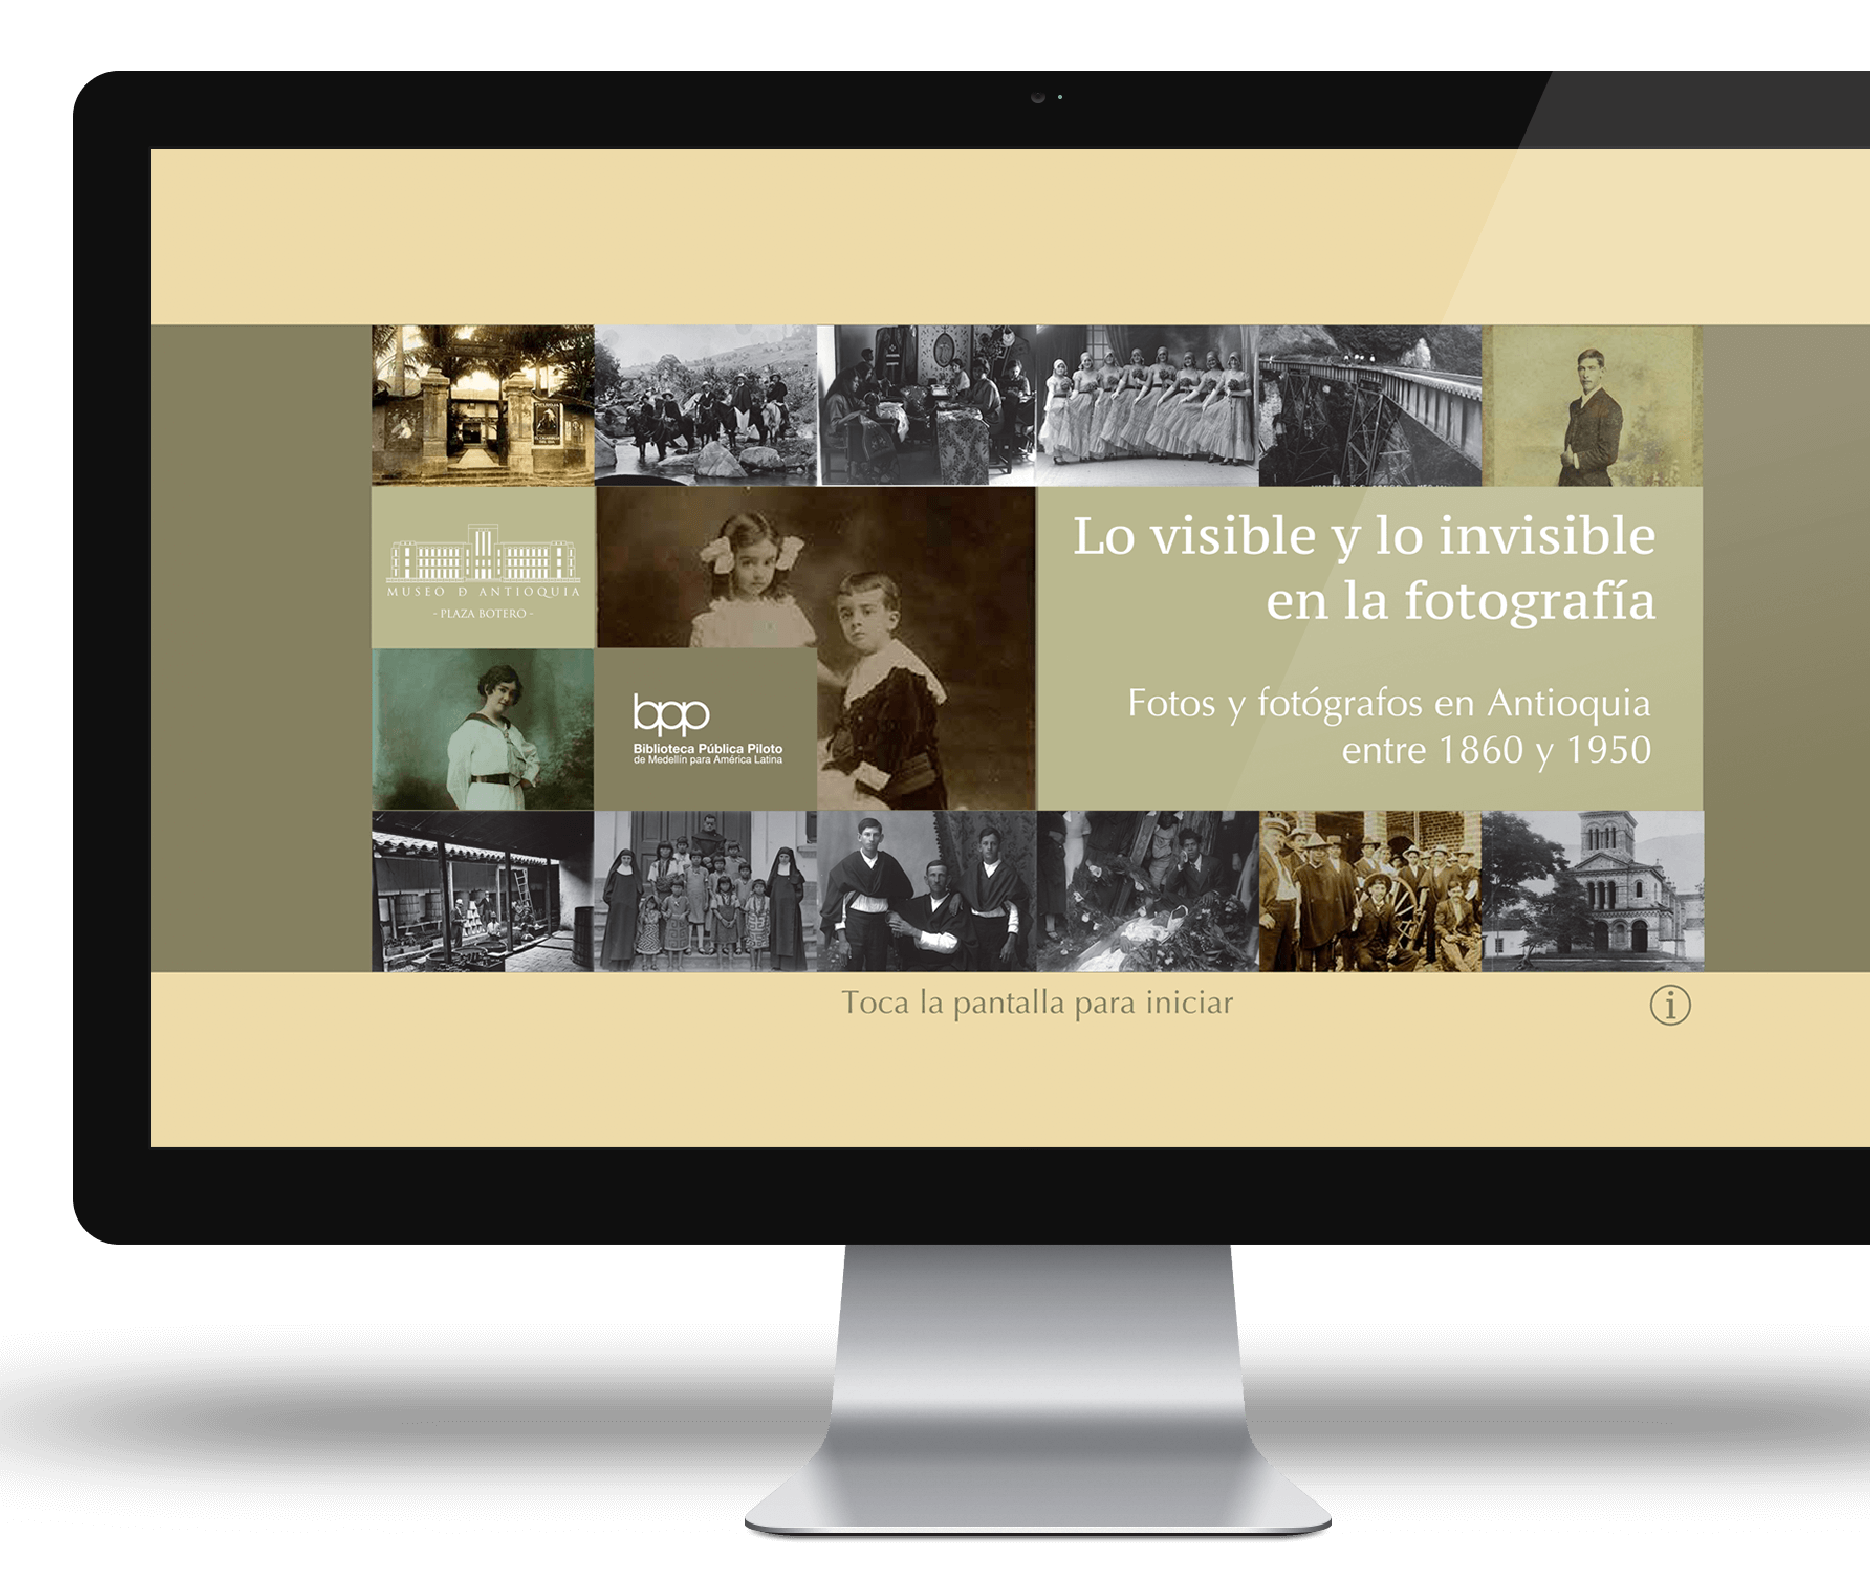 MUSEO D ANTIOQUIA
- PLAZA BOTERO -
Lo visible y lo invisible
en la fotografía
Fotos y fotógrafos en Antioquia
entre 1860 y 1950
bpp
Biblioteca Pública Piloto
de Medellín para América Latina
Toca la pantalla para iniciar
i